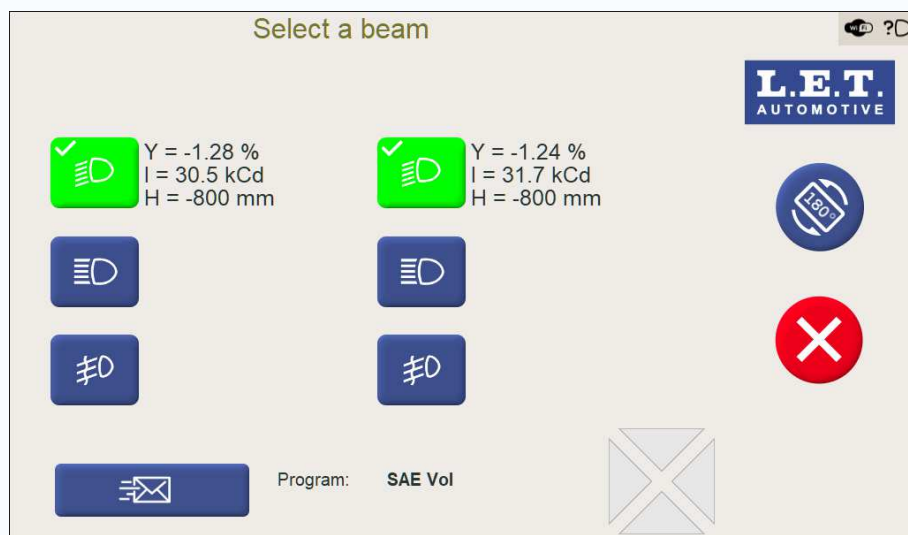 Select a beam
WiFi ?
L.E.T.
AUTOMOTIVE
Y = -1.28 %
I = 30.5 kCd
H = -800 mm
Y = -1.24 %
I = 31.7 kCd
H = -800 mm
180°
Program: SAE Vol